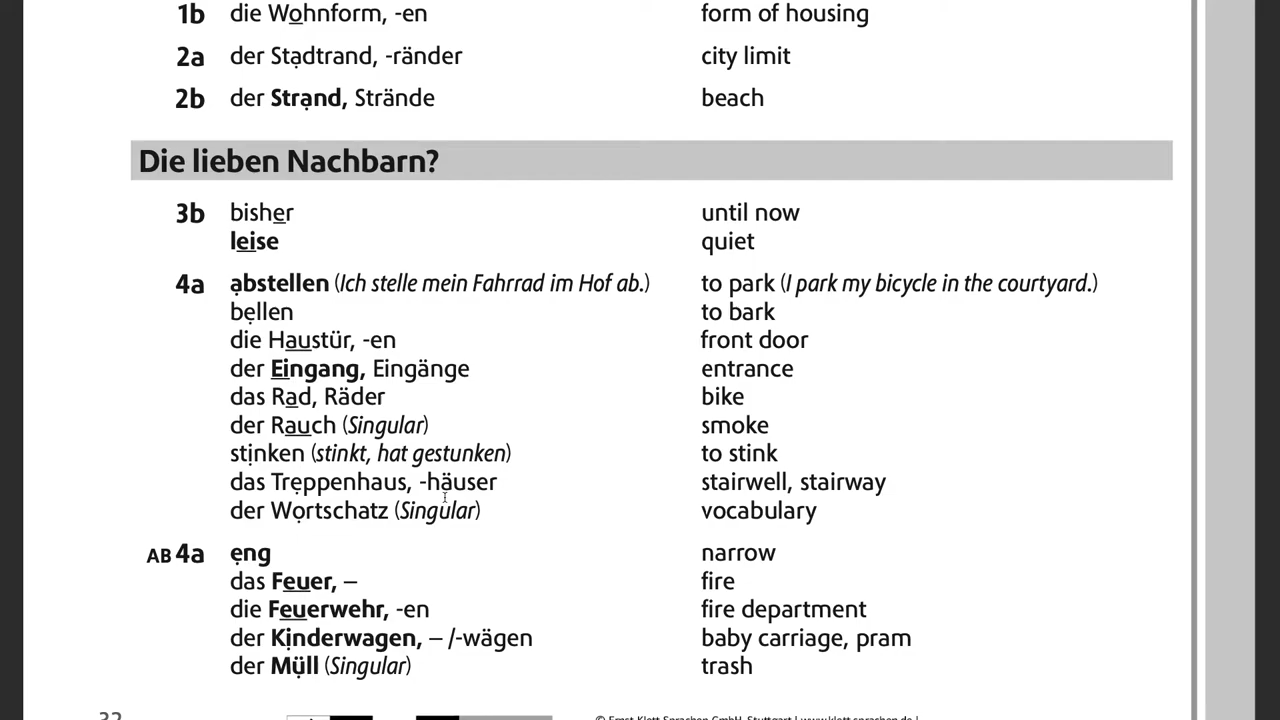 1b die Wohnform, -en form of housing
2a der Stadtrand, -ränder city limit
2b der Strand, Strände beach
Die lieben Nachbarn?
3b bisher until now
leise quiet
4a abstellen (Ich stelle mein Fahrrad im Hof ab.) to park (I park my bicycle in the courtyard.)
bellen to bark
die Haustür, -en front door
der Eingang, Eingänge entrance
das Rad, Räder bike
der Rauch (Singular) smoke
stinken (stinkt, hat gestunken) to stink
das Treppenhaus, -häuser stairwell, stairway
der Wortschatz (Singular) vocabulary
AB 4a eng narrow
das Feuer, – fire
die Feuerwehr, -en fire department
der Kinderwagen, – /-wägen baby carriage, pram
der Müll (Singular) trash
32 © Ernst Klett Sprachen GmbH, Stuttgart | www.klett-sprachen.de |